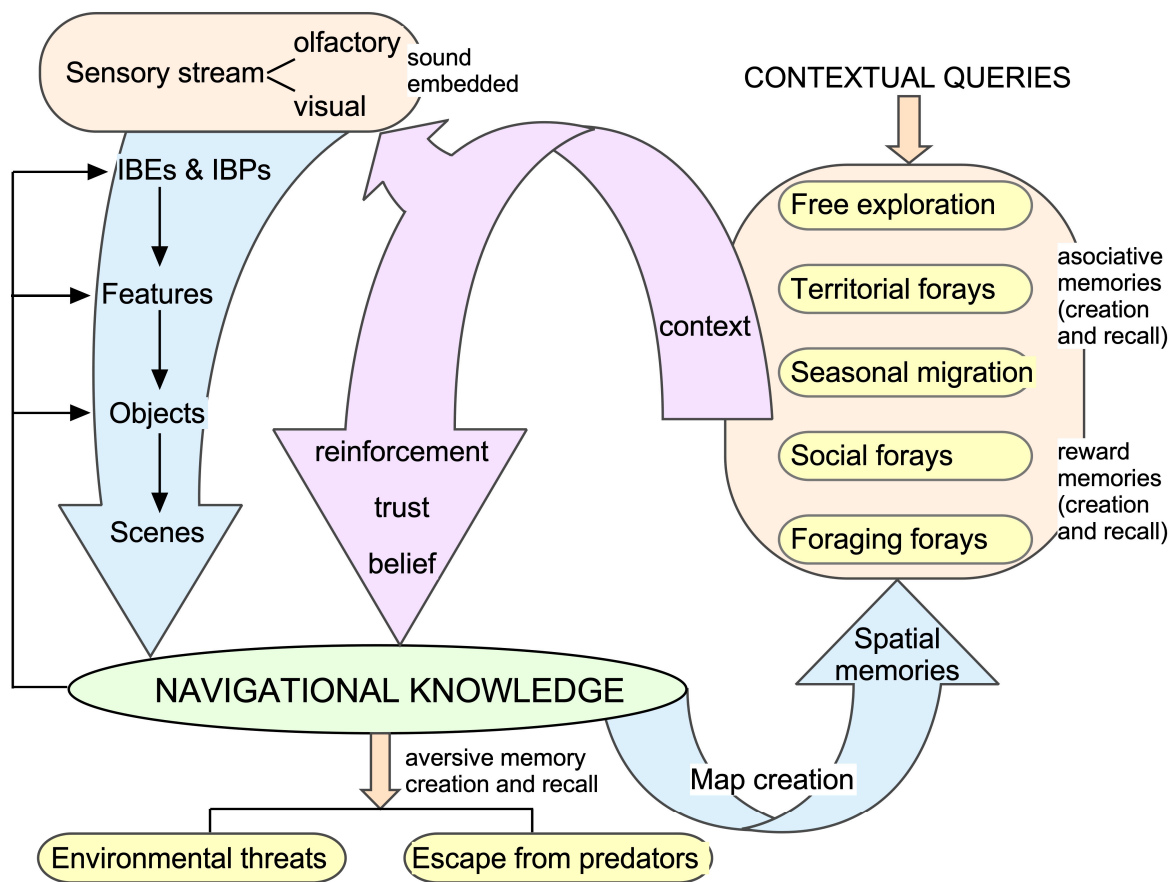 olfactory
Sensory stream
visual
sound
embedded
CONTEXTUAL QUERIES
IBEs & IBPs
Features
Objects
Scenes
context
reinforcement
trust
belief
Free exploration
Territorial forays
Seasonal migration
Social forays
Foraging forays
asociative
memories
(creation
and recall)
reward
memories
(creation
and recall)
Spatial
memories
NAVIGATIONAL KNOWLEDGE
Map creation
aversive memory
creation and recall
Environmental threats
Escape from predators